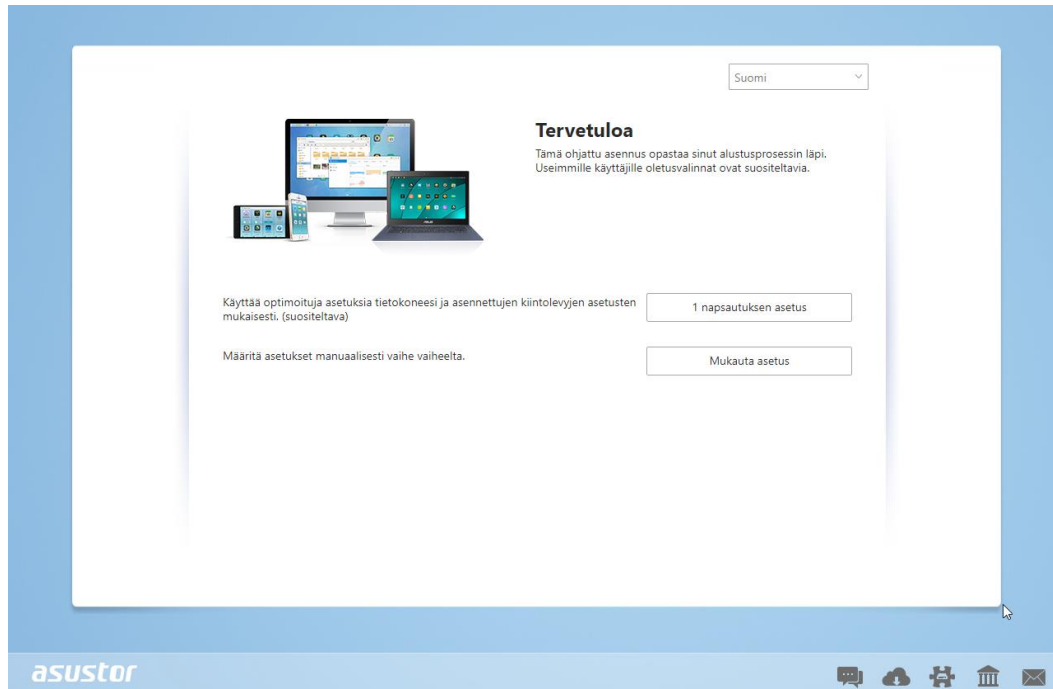 Suomi
Tervetuloa
Tämä ohjattu asennus opastaa sinut alustusprosessin läpi.
Useimmille käyttäjille oletusvalinnat ovat suositeltavia.
Käyttää optimoituja asetuksia tietokoneesi ja asennettujen kiintolevyjen asetusten
mukaisesti. (suositeltava)
1 napsautuksen asetus
Määritä asetukset manuaalisesti vaihe vaiheelta.
Mukauta asetus
asustor